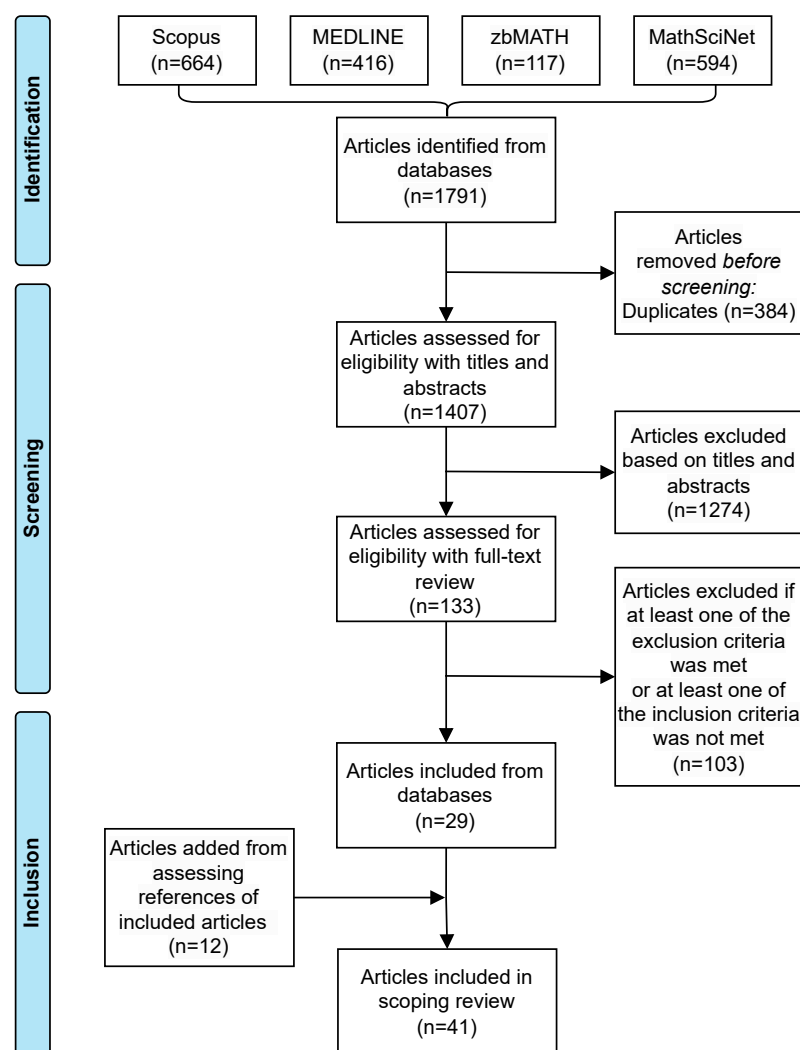 Identification
Scopus
(n=664)
MEDLINE
(n=416)
zbMATH
(n=117)
MathSciNet
(n=594)
Articles identified from
databases
(n=1791)
Articles
removed before
screening:
Duplicates (n=384)
Screening
Articles assessed for
eligibility with titles and
abstracts
(n=1407)
Articles excluded
based on titles and
abstracts
(n=1274)
Articles assessed for
eligibility with full-text
review
(n=133)
Articles excluded if
at least one of the
exclusion criteria
was met
or at least one of
the inclusion criteria
was not met
(n=103)
Inclusion
Articles included from
databases
(n=29)
Articles added from
assessing
references of
included articles
(n=12)
Articles included in
scoping review
(n=41)